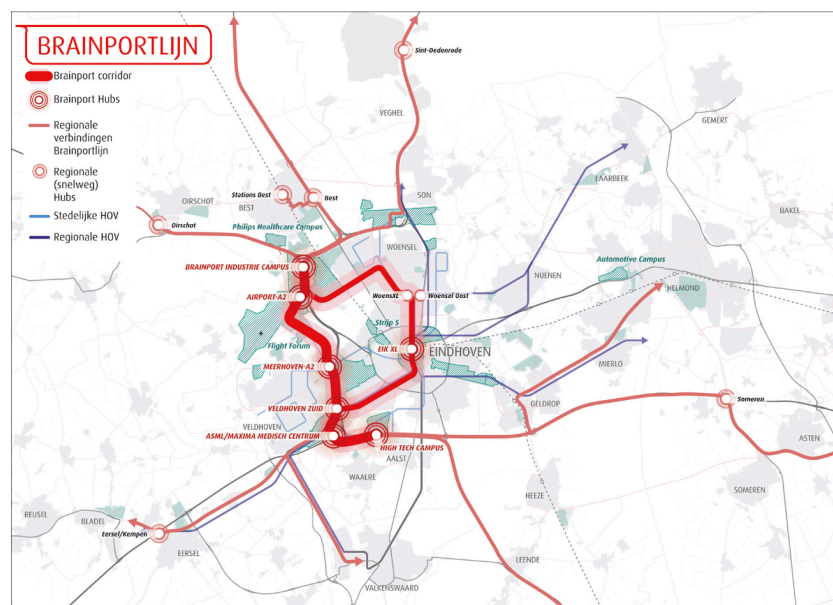 BRAINPORTLIJN
Brainport corridor
Brainport Hubs
Regionale
verbindingen
Brainportlijn
Regionale
(snelweg)
Hubs
Stedelijke HOV
Regionale HOV
Sint-Oedenrode
VEGHEL
GEMERT
LAARBEEK
Stations Best
Best
SON
OIRSCHOT
BEST
BAKEL
Oirschot
Philips Healthcare Campus
WOENSEL
Automotive Campus
BRAINPORT INDUSTRIE CAMPUS
NUENEN
HELMOND
AIRPORT-A2
WoensXL
Woensel Oost
Strijp S
Flight Forum
EIK XL
EINDHOVEN
MEERHOVEN-A2
MIERLO
VELDHOVEN ZUID
GELDROP
Someren
VELDHOVEN
ASML/MAXIMA MEDISCH CENTRUM
HIGH TECH CAMPUS
ASTEN
AALST
WAALRE
HEEZE
SOMEREN
REUSEL
BLADEL
Eersel/Kempen
EERSEL
LEENDE
VALKENSWAARD